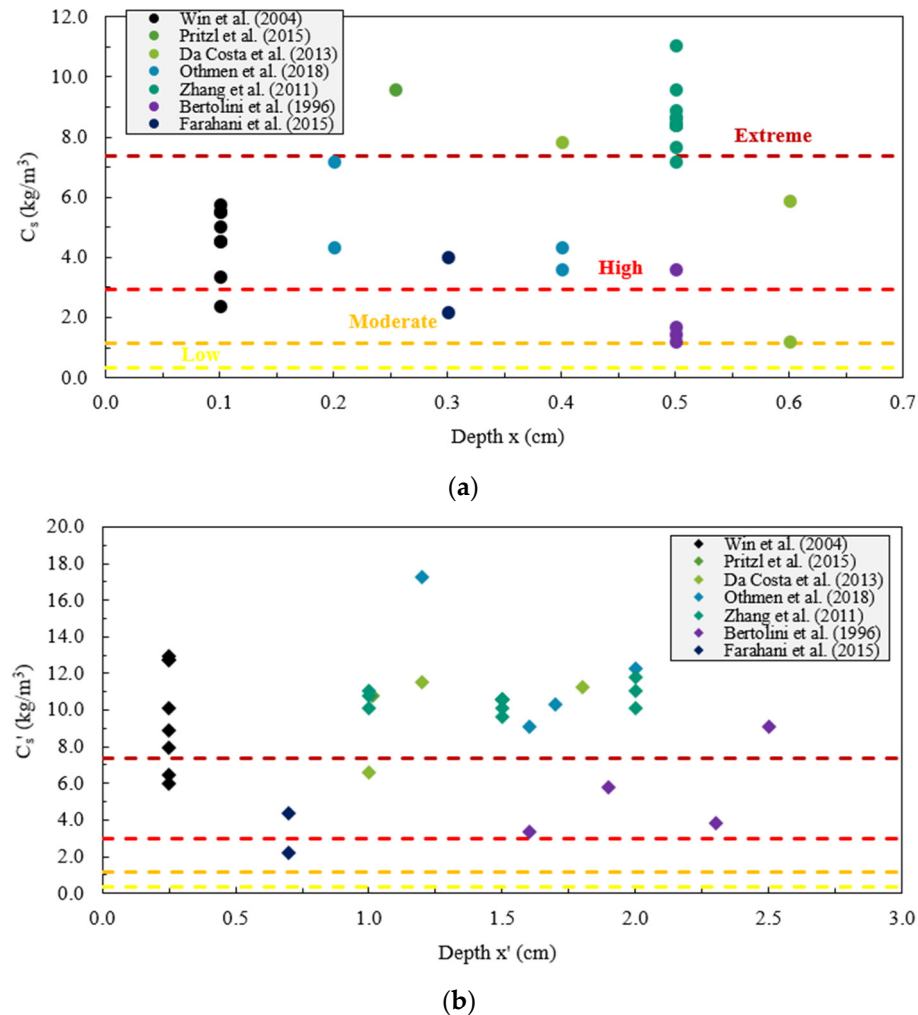 12.0
10.0
8.0
6.0
4.0
2.0
0.0
C_s (kg/m³)
Win et al. (2004)
Pritzl et al. (2015)
Da Costa et al. (2013)
Othmen et al. (2018)
Zhang et al. (2011)
Bertolini et al. (1996)
Farahani et al. (2015)
Extreme
High
Moderate
Low
0.0 0.1 0.2 0.3 0.4 0.5 0.6 0.7
Depth x (cm)
(a)
20.0
18.0
16.0
14.0
12.0
10.0
8.0
6.0
4.0
2.0
0.0
C_s' (kg/m³)
Win et al. (2004)
Pritzl et al. (2015)
Da Costa et al. (2013)
Othmen et al. (2018)
Zhang et al. (2011)
Bertolini et al. (1996)
Farahani et al. (2015)
0.0 0.5 1.0 1.5 2.0 2.5 3.0
Depth x' (cm)
(b)